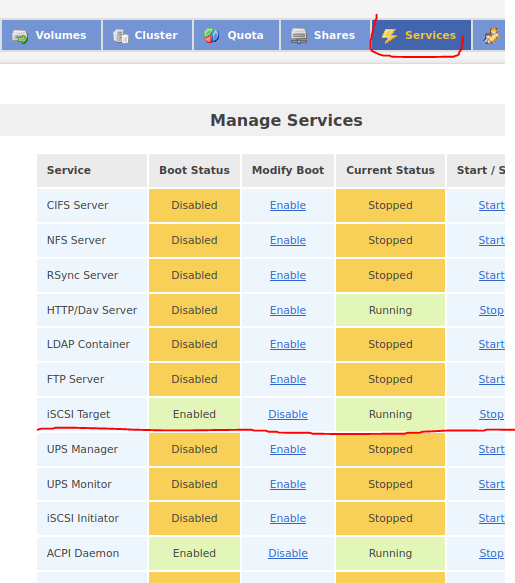 Volumes Cluster Quota Shares Services
Manage Services
Service Boot Status Modify Boot Current Status Start / S
CIFS Server Disabled Enable Stopped Start
NFS Server Disabled Enable Stopped Start
RSync Server Disabled Enable Stopped Start
HTTP/Dav Server Disabled Enable Running Stop
LDAP Container Disabled Enable Stopped Start
FTP Server Disabled Enable Stopped Start
iSCSI Target Enabled Disable Running Stop
UPS Manager Disabled Enable Stopped Start
UPS Monitor Disabled Enable Stopped Start
iSCSI Initiator Disabled Enable Stopped Start
ACPI Daemon Enabled Disable Running Stop